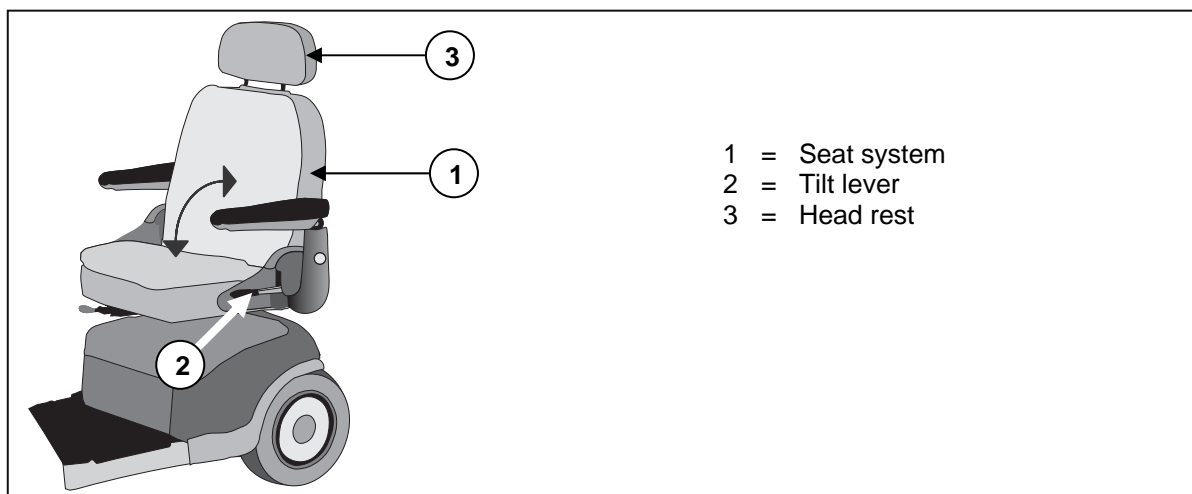 3
1
2
1 = Seat system
2 = Tilt lever
3 = Head rest